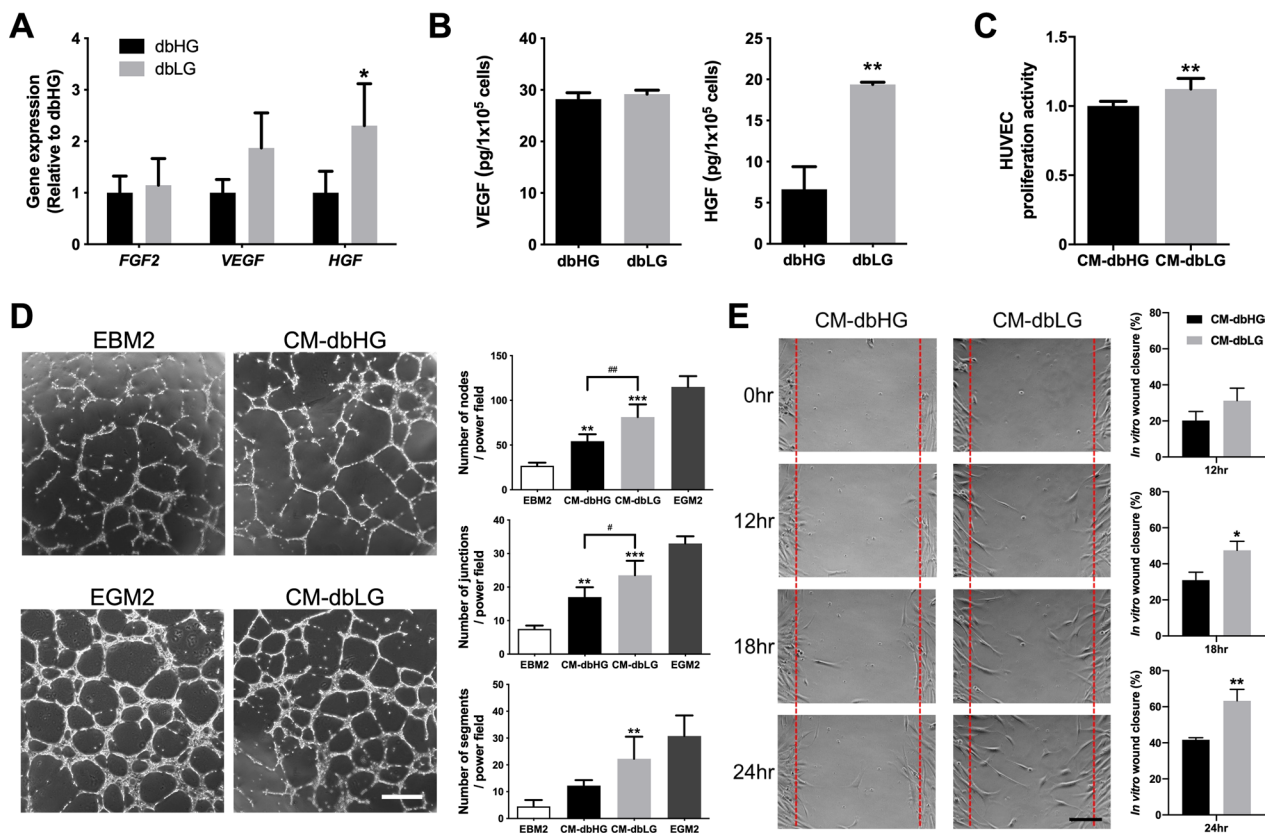 A
Gene expression
(Relative to dbHG)
4
3
2
1
0
dbHG
dbLG
*
FGF2 VEGF HGF
B
VEGF (pg/1x10⁵ cells)
40
30
20
10
0
dbHG dbLG
HGF (pg/1x10⁵ cells)
25
20
15
10
5
0
**
dbHG dbLG
C
HUVEC
proliferation activity
1.5
1.0
0.5
0.0
**
CM-dbHG CM-dbLG
D
EBM2
CM-dbHG
EGM2
CM-dbLG
Number of nodes
/ power field
150
100
50
0
##
**
***
EBM2 CM-dbHG CM-dbLG EGM2
Number of junctions
/ power field
40
30
20
10
0
#
**
***
EBM2 CM-dbHG CM-dbLG EGM2
Number of segments
/ power field
50
40
30
20
10
0
**
EBM2 CM-dbHG CM-dbLG EGM2
E
CM-dbHG
CM-dbLG
0hr
12hr
18hr
24hr
In vitro wound closure (%)
80
60
40
20
0
CM-dbHG
CM-dbLG
12hr
In vitro wound closure (%)
80
60
40
20
0
*
18hr
In vitro wound closure (%)
80
60
40
20
0
**
24hr